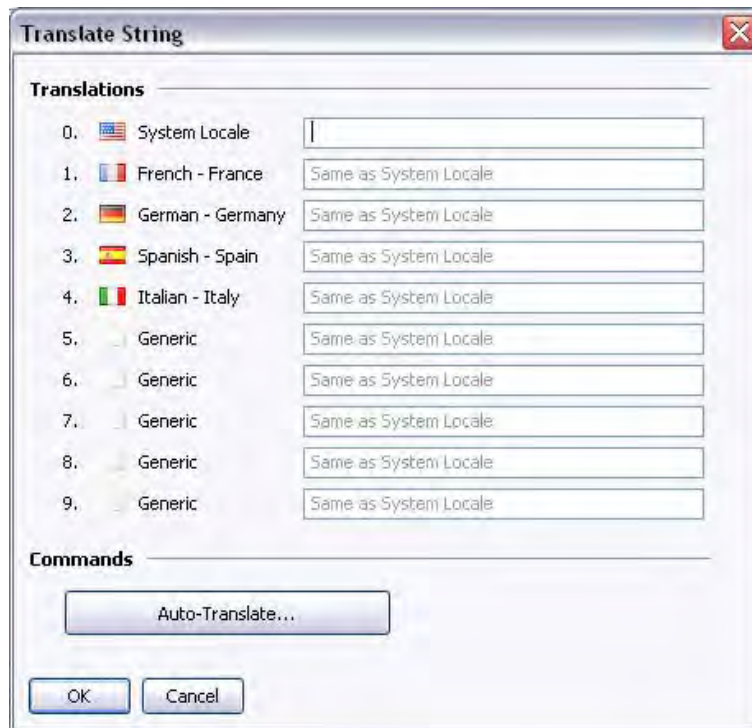 Translate String
Translations
0. System Locale
1. French - France Same as System Locale
2. German - Germany Same as System Locale
3. Spanish - Spain Same as System Locale
4. Italian - Italy Same as System Locale
5. Generic Same as System Locale
6. Generic Same as System Locale
7. Generic Same as System Locale
8. Generic Same as System Locale
9. Generic Same as System Locale
Commands
Auto-Translate...
OK Cancel